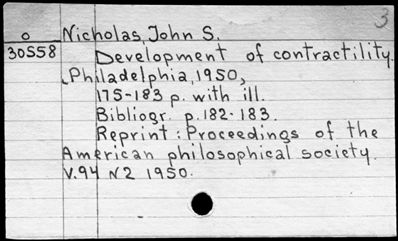 3
o Nicholas, John S.
30558 Development of contractility.
Philadelphia, 1950,
175-183 p. with ill.
Bibliogr. p. 182-183.
Reprint: Proceedings of the
American philosophical society.
V.94 N2 1950.